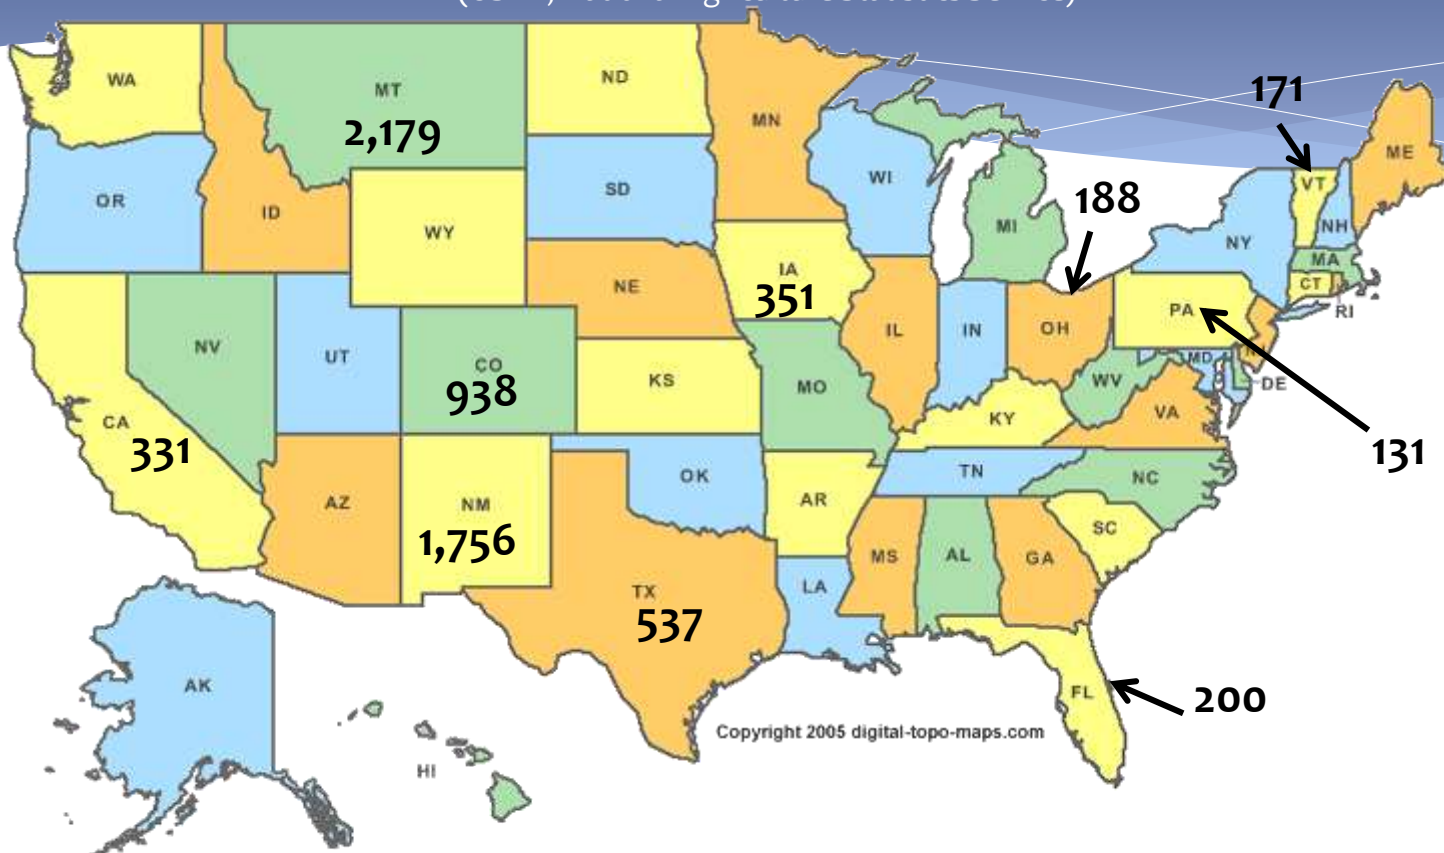 171
WA
MT
ND
MN
ME
2,179
VT
188
OR
ID
SD
WI
WY
MI
NY
NH
MA
IA
351
NE
CT
RI
PA
NV
UT
CO
938
KS
MO
IL
IN
OH
WV
MD
DE
VA
CA
331
KY
131
AZ
NM
1,756
OK
AR
TN
NC
SC
MS
AL
GA
LA
TX
537
AK
HI
FL
200
Copyright 2005 digital-topo-maps.com